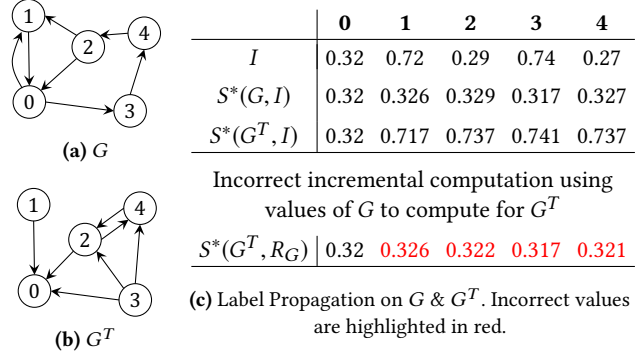 1
2
4
0
3
(a) G
1
4
2
0
3
(b) G^T
0 1 2 3 4
I 0.32 0.72 0.29 0.74 0.27
S*(G, I) 0.32 0.326 0.329 0.317 0.327
S*(G^T, I) 0.32 0.717 0.737 0.741 0.737
Incorrect incremental computation using
values of G to compute for G^T
S*(G^T, R_G) 0.32 0.326 0.322 0.317 0.321
(c) Label Propagation on G & G^T. Incorrect values
are highlighted in red.